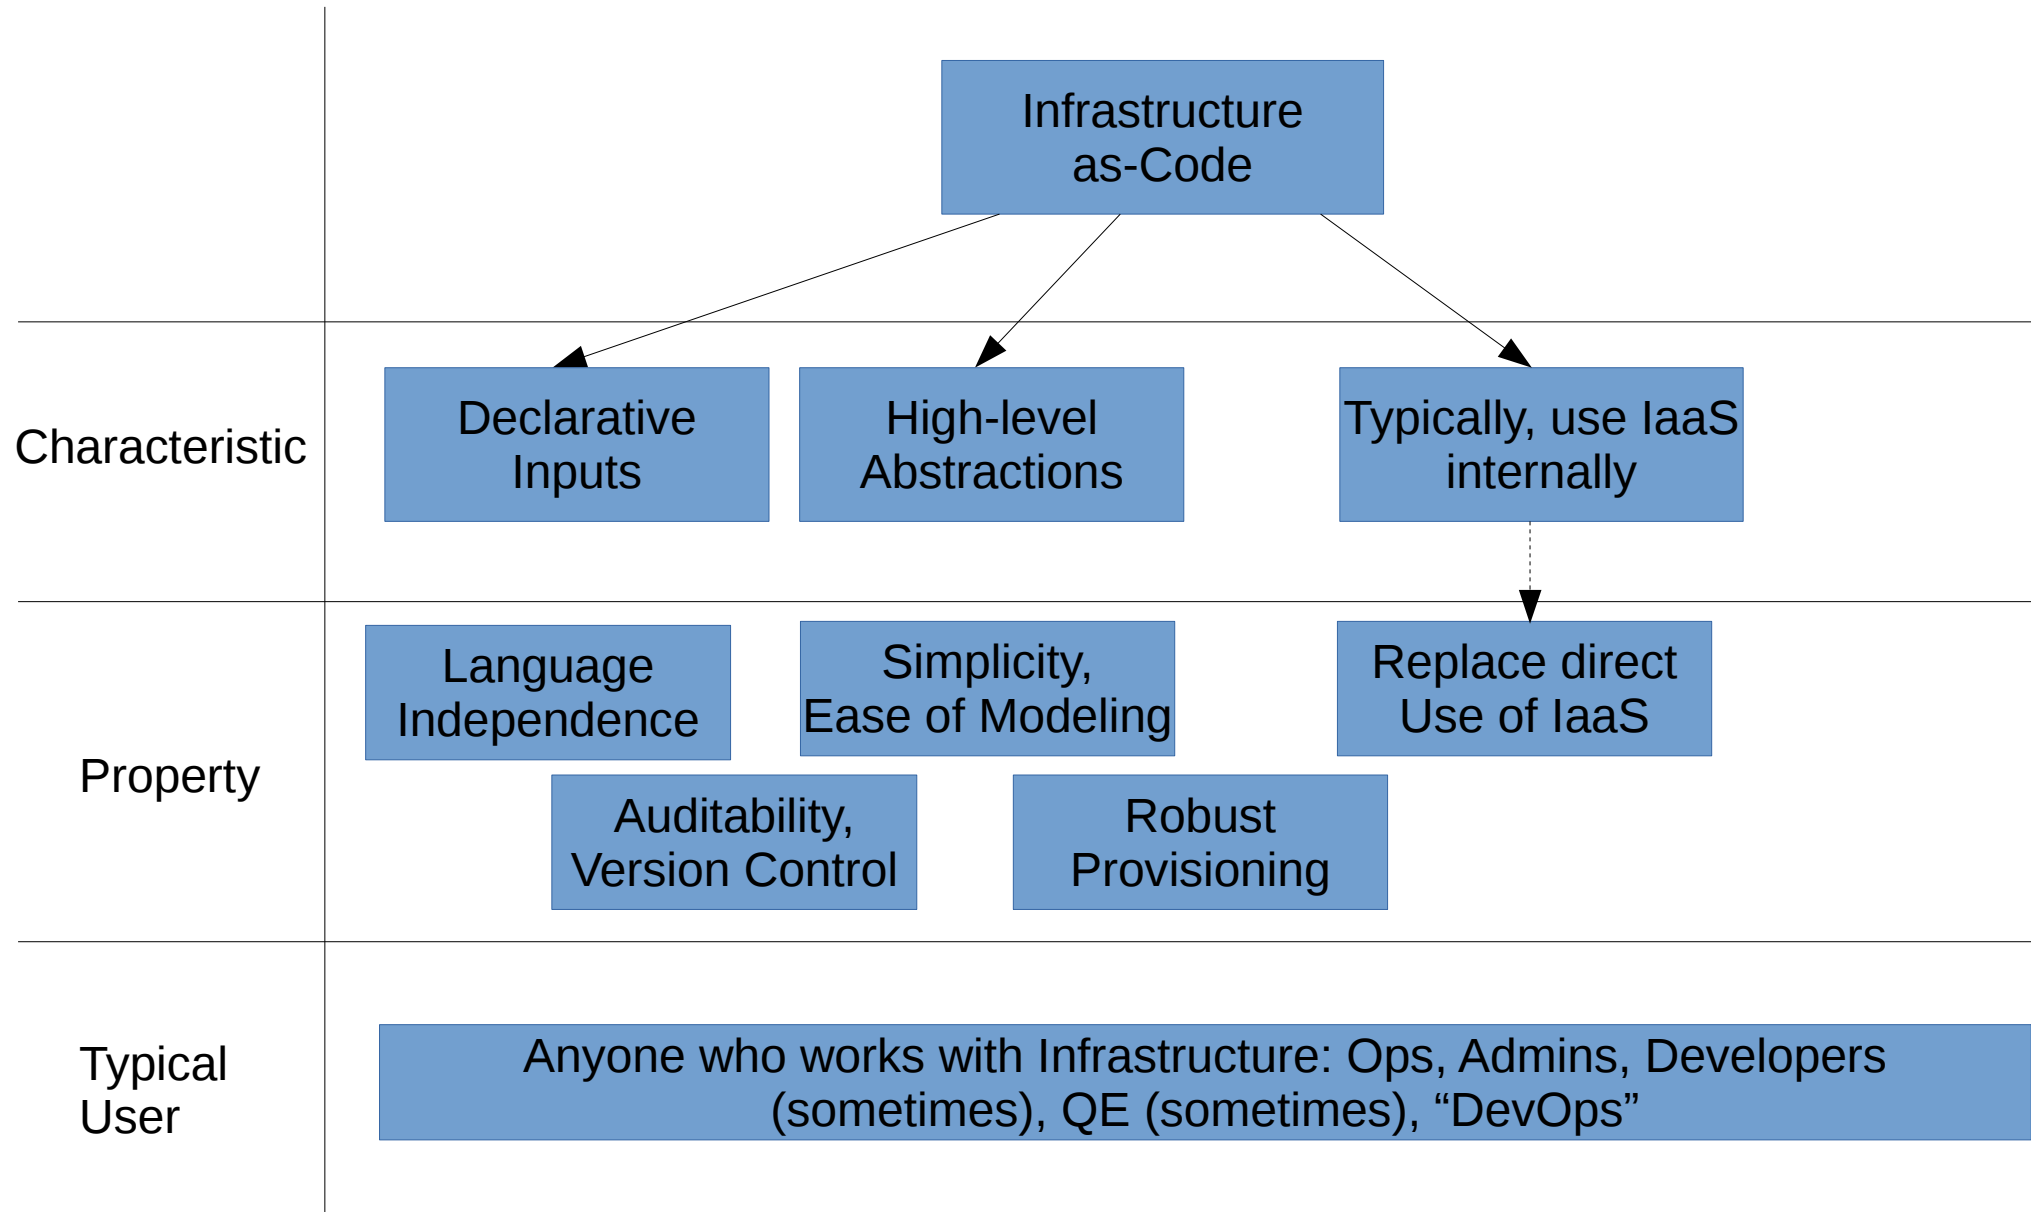 Infrastructure
as-Code
Characteristic
Declarative
Inputs
High-level
Abstractions
Typically, use IaaS
internally
Property
Language
Independence
Simplicity,
Ease of Modeling
Replace direct
Use of IaaS
Auditability,
Version Control
Robust
Provisioning
Typical
User
Anyone who works with Infrastructure: Ops, Admins, Developers
(sometimes), QE (sometimes), “DevOps”